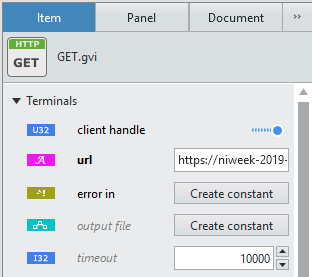 Item Panel Document
HTTP
GET GET.gvi
Terminals
U32 client handle
url https://niweek-2019-
error in Create constant
output file Create constant
I32 timeout 10000